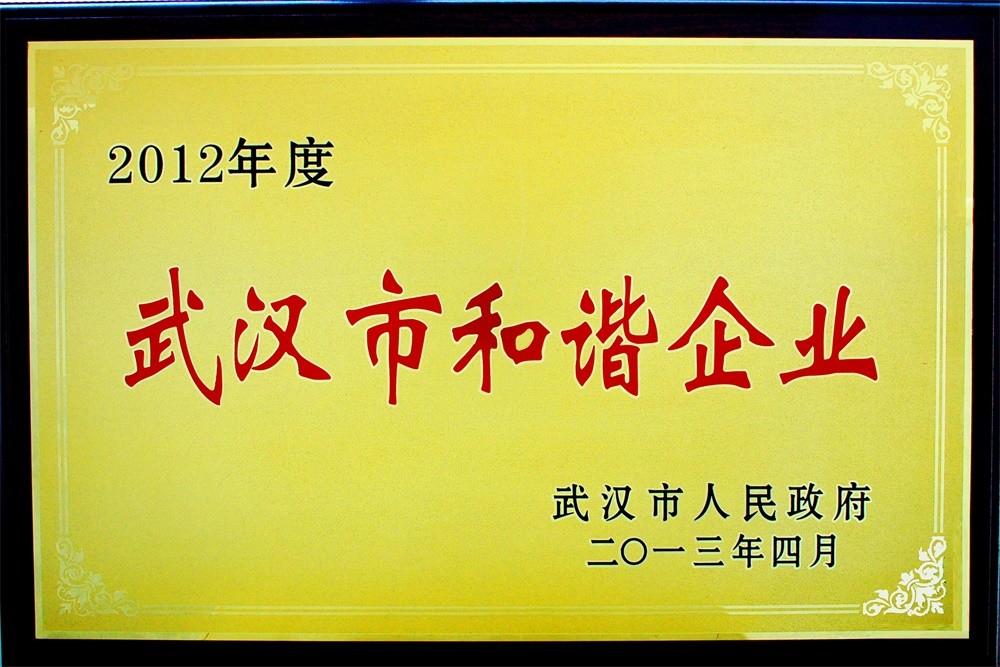 2012年度
武汉市和谐企业
武汉市人民政府
二〇一三年四月